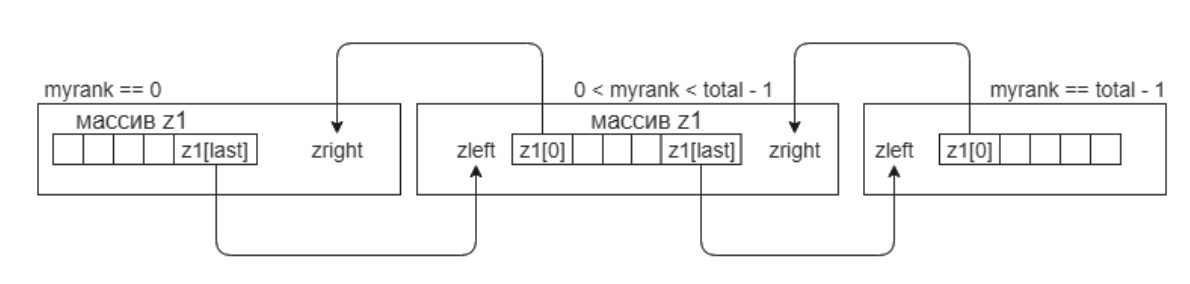 myrank == 0
массив z1
z1[last]
zright
0 < myrank < total - 1
массив z1
zleft
z1[0]
z1[last]
zright
myrank == total - 1
zleft
z1[0]